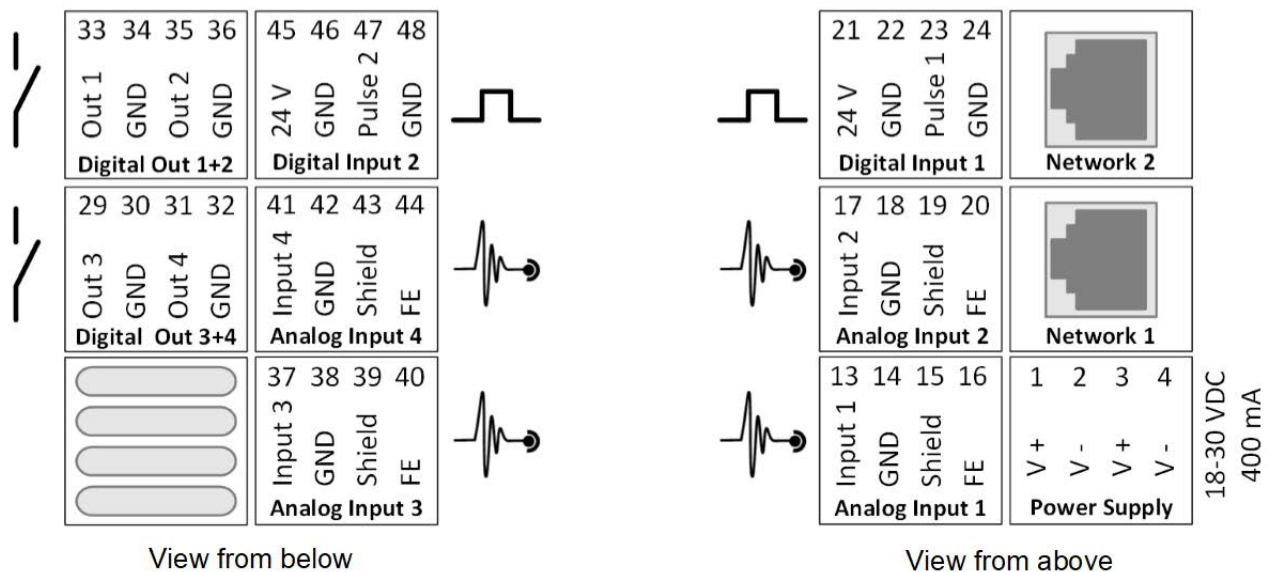 33 34 35 36
Out 1 GND Out 2 GND
Digital Out 1+2
45 46 47 48
24 V GND Pulse 2 GND
Digital Input 2
29 30 31 32
Out 3 GND Out 4 GND
Digital Out 3+4
41 42 43 44
Input 4 GND Shield FE
Analog Input 4
37 38 39 40
Input 3 GND Shield FE
Analog Input 3
View from below
21 22 23 24
24 V GND Pulse 1 GND
Digital Input 1
Network 2
17 18 19 20
Input 2 GND Shield FE
Analog Input 2
Network 1
13 14 15 16
Input 1 GND Shield FE
Analog Input 1
1 2 3 4
V + V - V + V -
Power Supply
18-30 VDC
400 mA
View from above